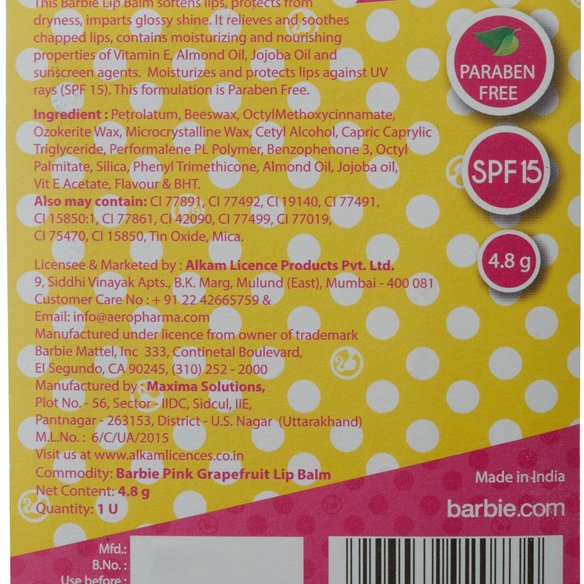 This Barbie Lip Balm softens lips, protects from
dryness, imparts glossy shine. It relieves and soothes
chapped lips, contains moisturizing and nourishing
properties of Vitamin E, Almond Oil, Jojoba Oil and
sunscreen agents. Moisturizes and protects lips against UV
rays (SPF 15). This formulation is Paraben Free.
PARABEN
FREE
Ingredient : Petrolatum, Beeswax, OctylMethoxycinnamate,
Ozokerite Wax, Microcrystalline Wax, Cetyl Alcohol, Capric Caprylic
Triglyceride, Performalene PL Polymer, Benzophenone 3, Octyl
Palmitate, Silica, Phenyl Trimethicone, Almond Oil, Jojoba oil,
Vit E Acetate, Flavour & BHT.
SPF15
Also may contain: CI 77891, CI 77492, CI 19140, CI 77491,
CI 15850:1, CI 77861, CI 42090, CI 77499, CI 77019,
CI 75470, CI 15850, Tin Oxide, Mica.
4.8 g
Licensee & Marketed by : Alkam Licence Products Pvt. Ltd.
9, Siddhi Vinayak Apts., B.K. Marg, Mulund (East), Mumbai - 400 081
Customer Care No : + 91 22 42665759 &
Email: info@aeropharma.com
Manufactured under licence from owner of trademark
Barbie Mattel, Inc 333, Continetal Boulevard,
El Segundo, CA 90245, (310) 252 - 2000
Manufactured by : Maxima Solutions,
Plot No. - 56, Sector- IIDC, Sidcul, IIE,
Pantnagar - 263153, District - U.S. Nagar (Uttarakhand)
M.L.No. : 6/C/UA/2015
Visit us at www.alkamlicences.co.in
Commodity: Barbie Pink Grapefruit Lip Balm
Net Content: 4.8 g
Quantity: 1 U
Made in India
barbie.com
Mfd.:
B.No. :
Use before :